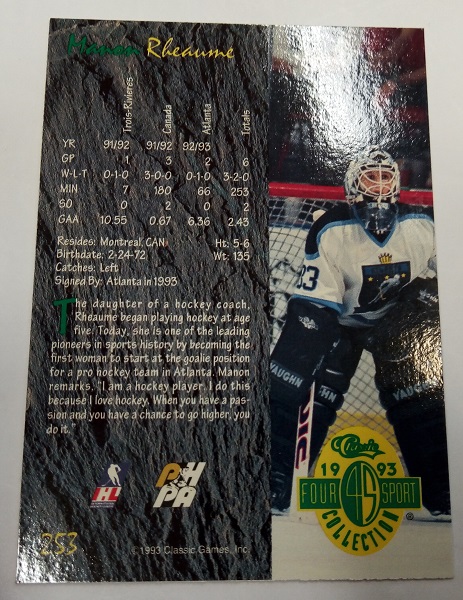 Manon Rheaume
Trois-Rivieres Canada Atlanta Totals
YR 91/92 91/92 92/93
GP 1 3 2 6
W-L-T 0-1-0 3-0-0 0-1-0 3-2-0
MIN 7 180 66 253
SO 0 2 0 2
GAA 10.55 0.67 6.36 2.43
Resides: Montreal, CAN Ht: 5-6
Birthdate: 2-24-72 Wt: 135
Catches: Left
Signed By: Atlanta in 1993
The daughter of a hockey coach,
Rheaume began playing hockey at age
five. Today, she is one of the leading
pioneers in sports history by becoming the
first woman to start at the goalie position
for a pro hockey team in Atlanta. Manon
remarks, "I am a hockey player. I do this
because I love hockey. When you have a pas-
sion and you have a chance to go higher, you
do it."
33
VAUGHN
VIC
VAUGHN
Classic
1993
FOUR 4S SPORT
COLLECTION ®
IHL
PHPA
253
© 1993 Classic Games, Inc.